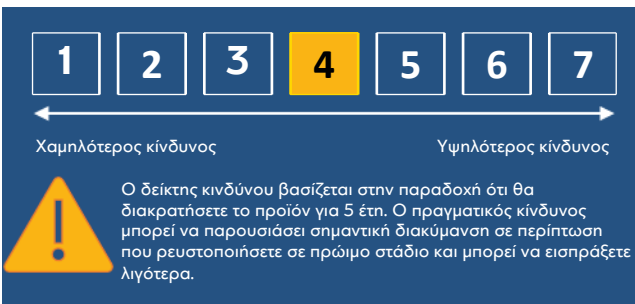 1 2 3 4 5 6 7
Χαμηλότερος κίνδυνος Υψηλότερος κίνδυνος
Ο δείκτης κινδύνου βασίζεται στην παραδοχή ότι θα
διακρατήσετε το προϊόν για 5 έτη. Ο πραγματικός κίνδυνος
μπορεί να παρουσιάσει σημαντική διακύμανση σε περίπτωση
που ρευστοποιήσετε σε πρώιμο στάδιο και μπορεί να εισπράξετε
λιγότερα.